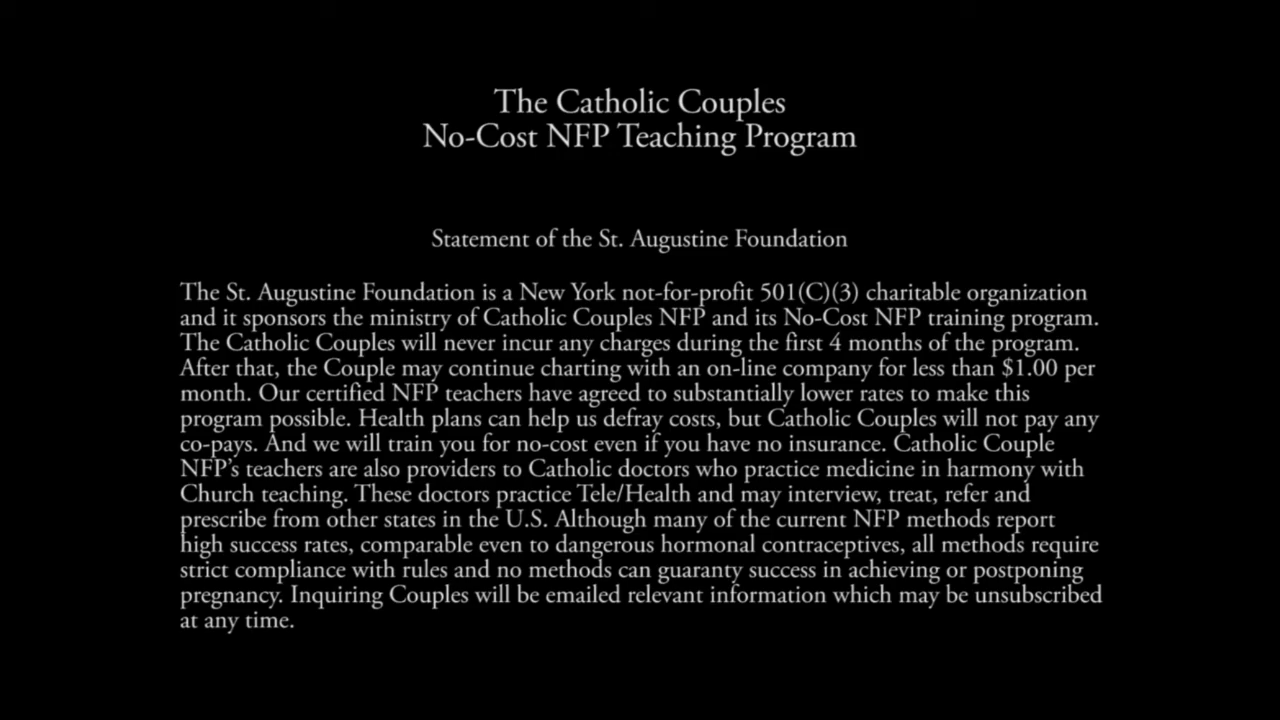 The Catholic Couples
No-Cost NFP Teaching Program
Statement of the St. Augustine Foundation
The St. Augustine Foundation is a New York not-for-profit 501(C)(3) charitable organization
and it sponsors the ministry of Catholic Couples NFP and its No-Cost NFP training program.
The Catholic Couples will never incur any charges during the first 4 months of the program.
After that, the Couple may continue charting with an on-line company for less than $1.00 per
month. Our certified NFP teachers have agreed to substantially lower rates to make this
program possible. Health plans can help us defray costs, but Catholic Couples will not pay any
co-pays. And we will train you for no-cost even if you have no insurance. Catholic Couple
NFP’s teachers are also providers to Catholic doctors who practice medicine in harmony with
Church teaching. These doctors practice Tele/Health and may interview, treat, refer and
prescribe from other states in the U.S. Although many of the current NFP methods report
high success rates, comparable even to dangerous hormonal contraceptives, all methods require
strict compliance with rules and no methods can guaranty success in achieving or postponing
pregnancy. Inquiring Couples will be emailed relevant information which may be unsubscribed
at any time.